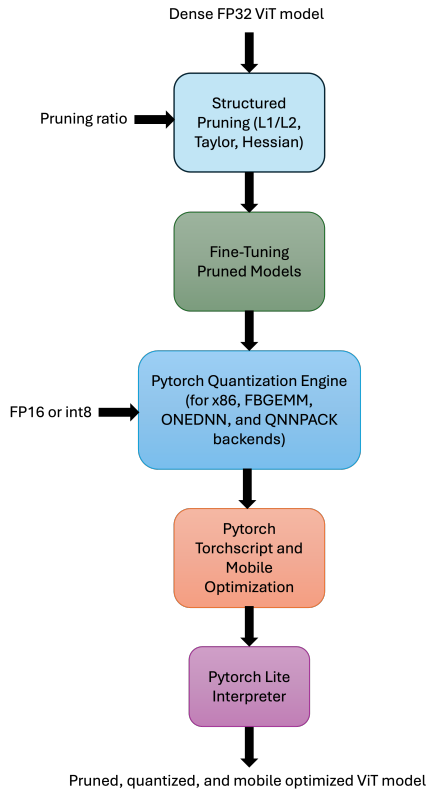 Dense FP32 ViT model
Structured
Pruning (L1/L2,
Taylor, Hessian)
Pruning ratio
Fine-Tuning
Pruned Models
Pytorch Quantization Engine
(for x86, FBGEMM,
ONEDNN, and QNNPACK
backends)
FP16 or int8
Pytorch
Torchscript and
Mobile
Optimization
Pytorch Lite
Interpreter
Pruned, quantized, and mobile optimized ViT model